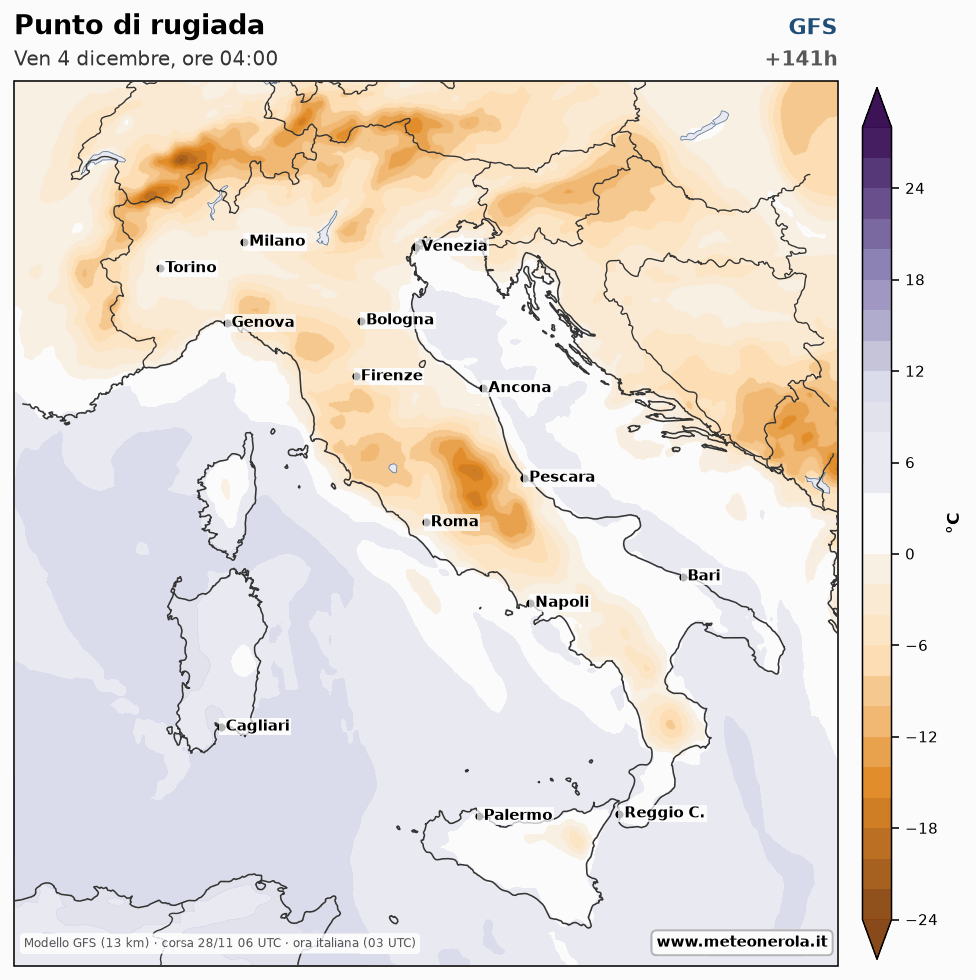 Punto di rugiada
GFS
Ven 4 dicembre, ore 04:00
+141h
Milano
Venezia
Torino
Genova
Bologna
Firenze
Ancona
Pescara
Roma
Bari
Napoli
Cagliari
Palermo
Reggio C.
24
18
12
6
0
−6
−12
−18
−24
°C
Modello GFS (13 km) · corsa 28/11 06 UTC · ora italiana (03 UTC)
www.meteonerola.it